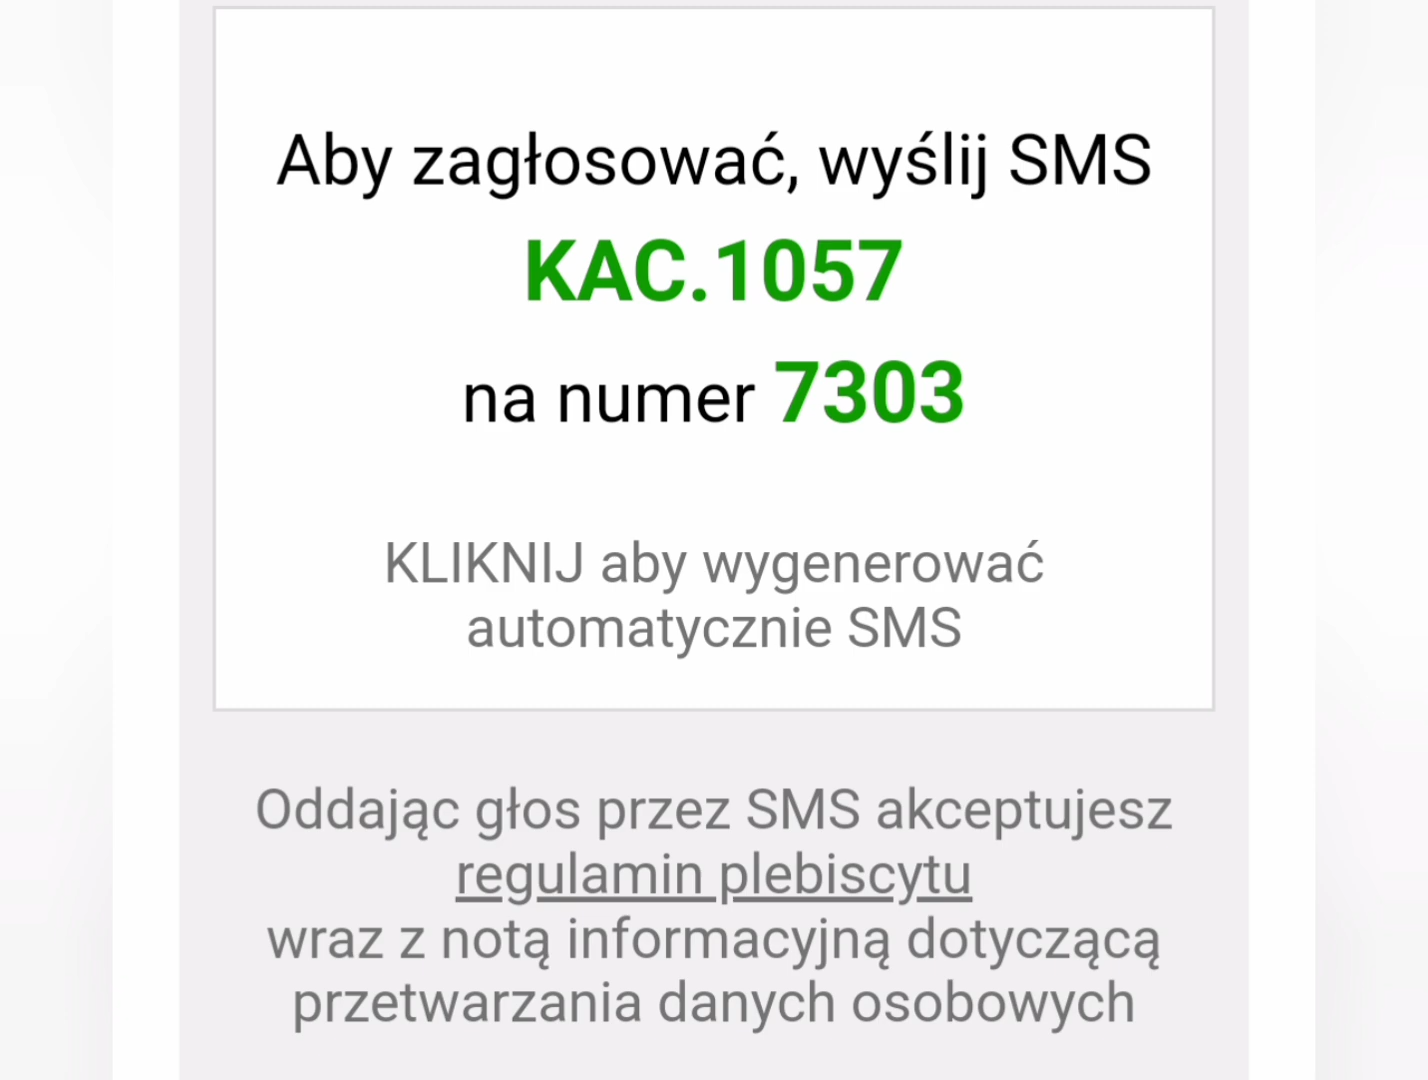 Aby zagłosować, wyślij SMS
KAC.1057
na numer 7303
KLIKNIJ aby wygenerować
automatycznie SMS
Oddając głos przez SMS akceptujesz
regulamin plebiscytu
wraz z notą informacyjną dotyczącą
przetwarzania danych osobowych